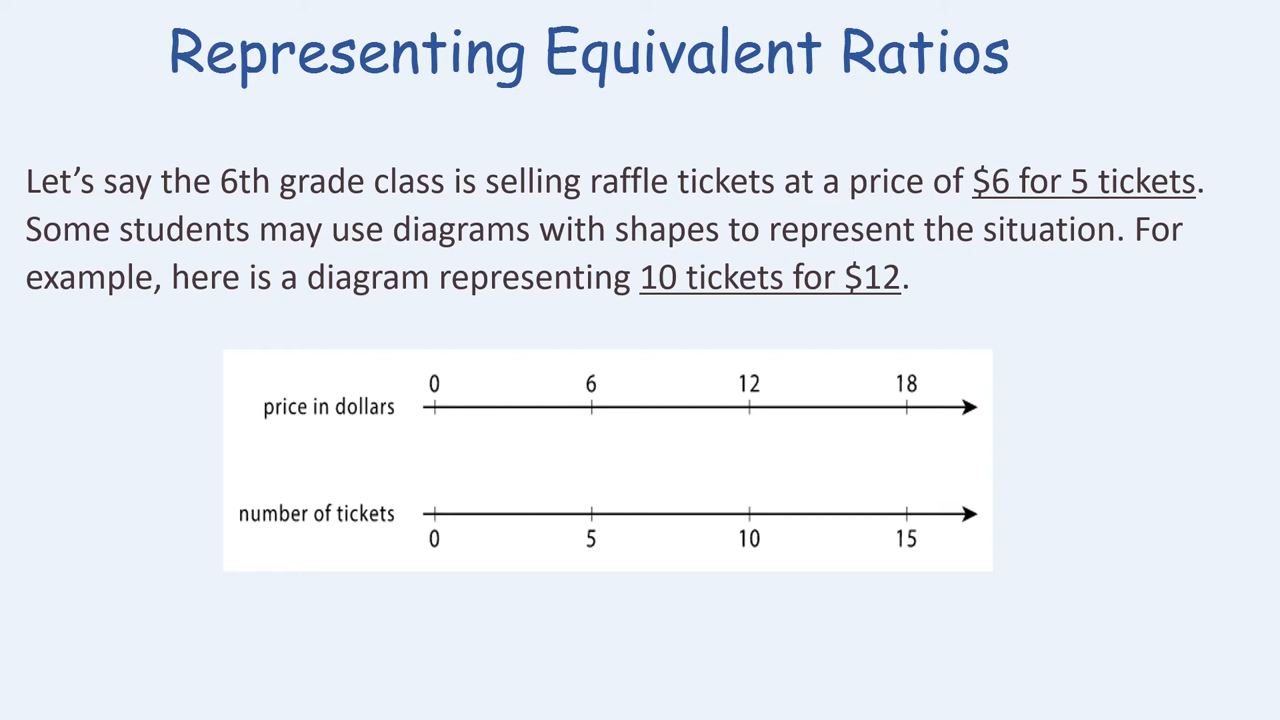 Representing Equivalent Ratios
Let’s say the 6th grade class is selling raffle tickets at a price of $6 for 5 tickets.
Some students may use diagrams with shapes to represent the situation. For
example, here is a diagram representing 10 tickets for $12.
0 6 12 18
price in dollars
number of tickets
0 5 10 15